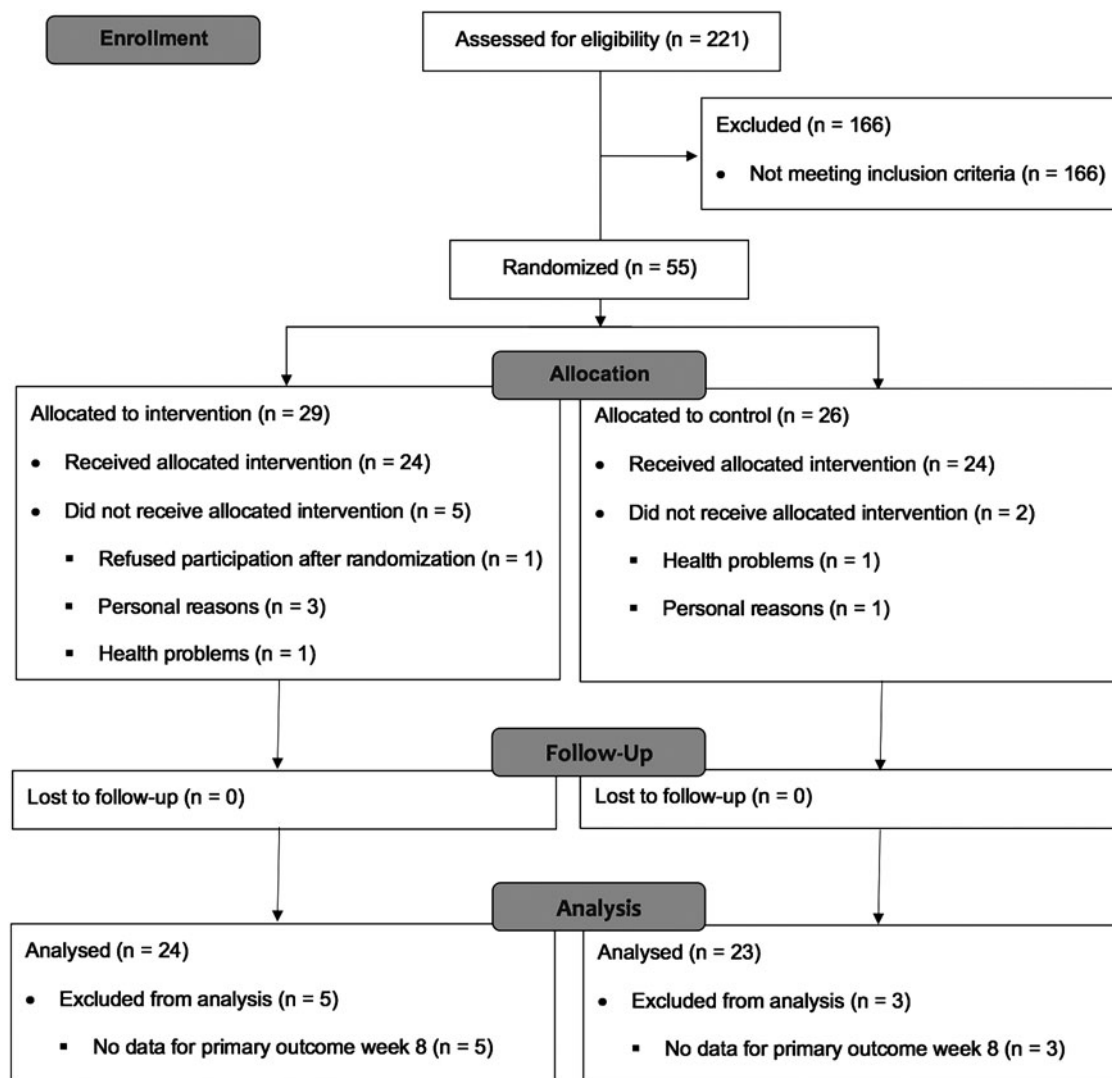 Enrollment
Assessed for eligibility (n = 221)
Excluded (n = 166)
• Not meeting inclusion criteria (n = 166)
Randomized (n = 55)
Allocation
Allocated to intervention (n = 29)
• Received allocated intervention (n = 24)
• Did not receive allocated intervention (n = 5)
▪ Refused participation after randomization (n = 1)
▪ Personal reasons (n = 3)
▪ Health problems (n = 1)
Allocated to control (n = 26)
• Received allocated intervention (n = 24)
• Did not receive allocated intervention (n = 2)
▪ Health problems (n = 1)
▪ Personal reasons (n = 1)
Follow-Up
Lost to follow-up (n = 0)
Lost to follow-up (n = 0)
Analysis
Analysed (n = 24)
• Excluded from analysis (n = 5)
▪ No data for primary outcome week 8 (n = 5)
Analysed (n = 23)
• Excluded from analysis (n = 3)
▪ No data for primary outcome week 8 (n = 3)